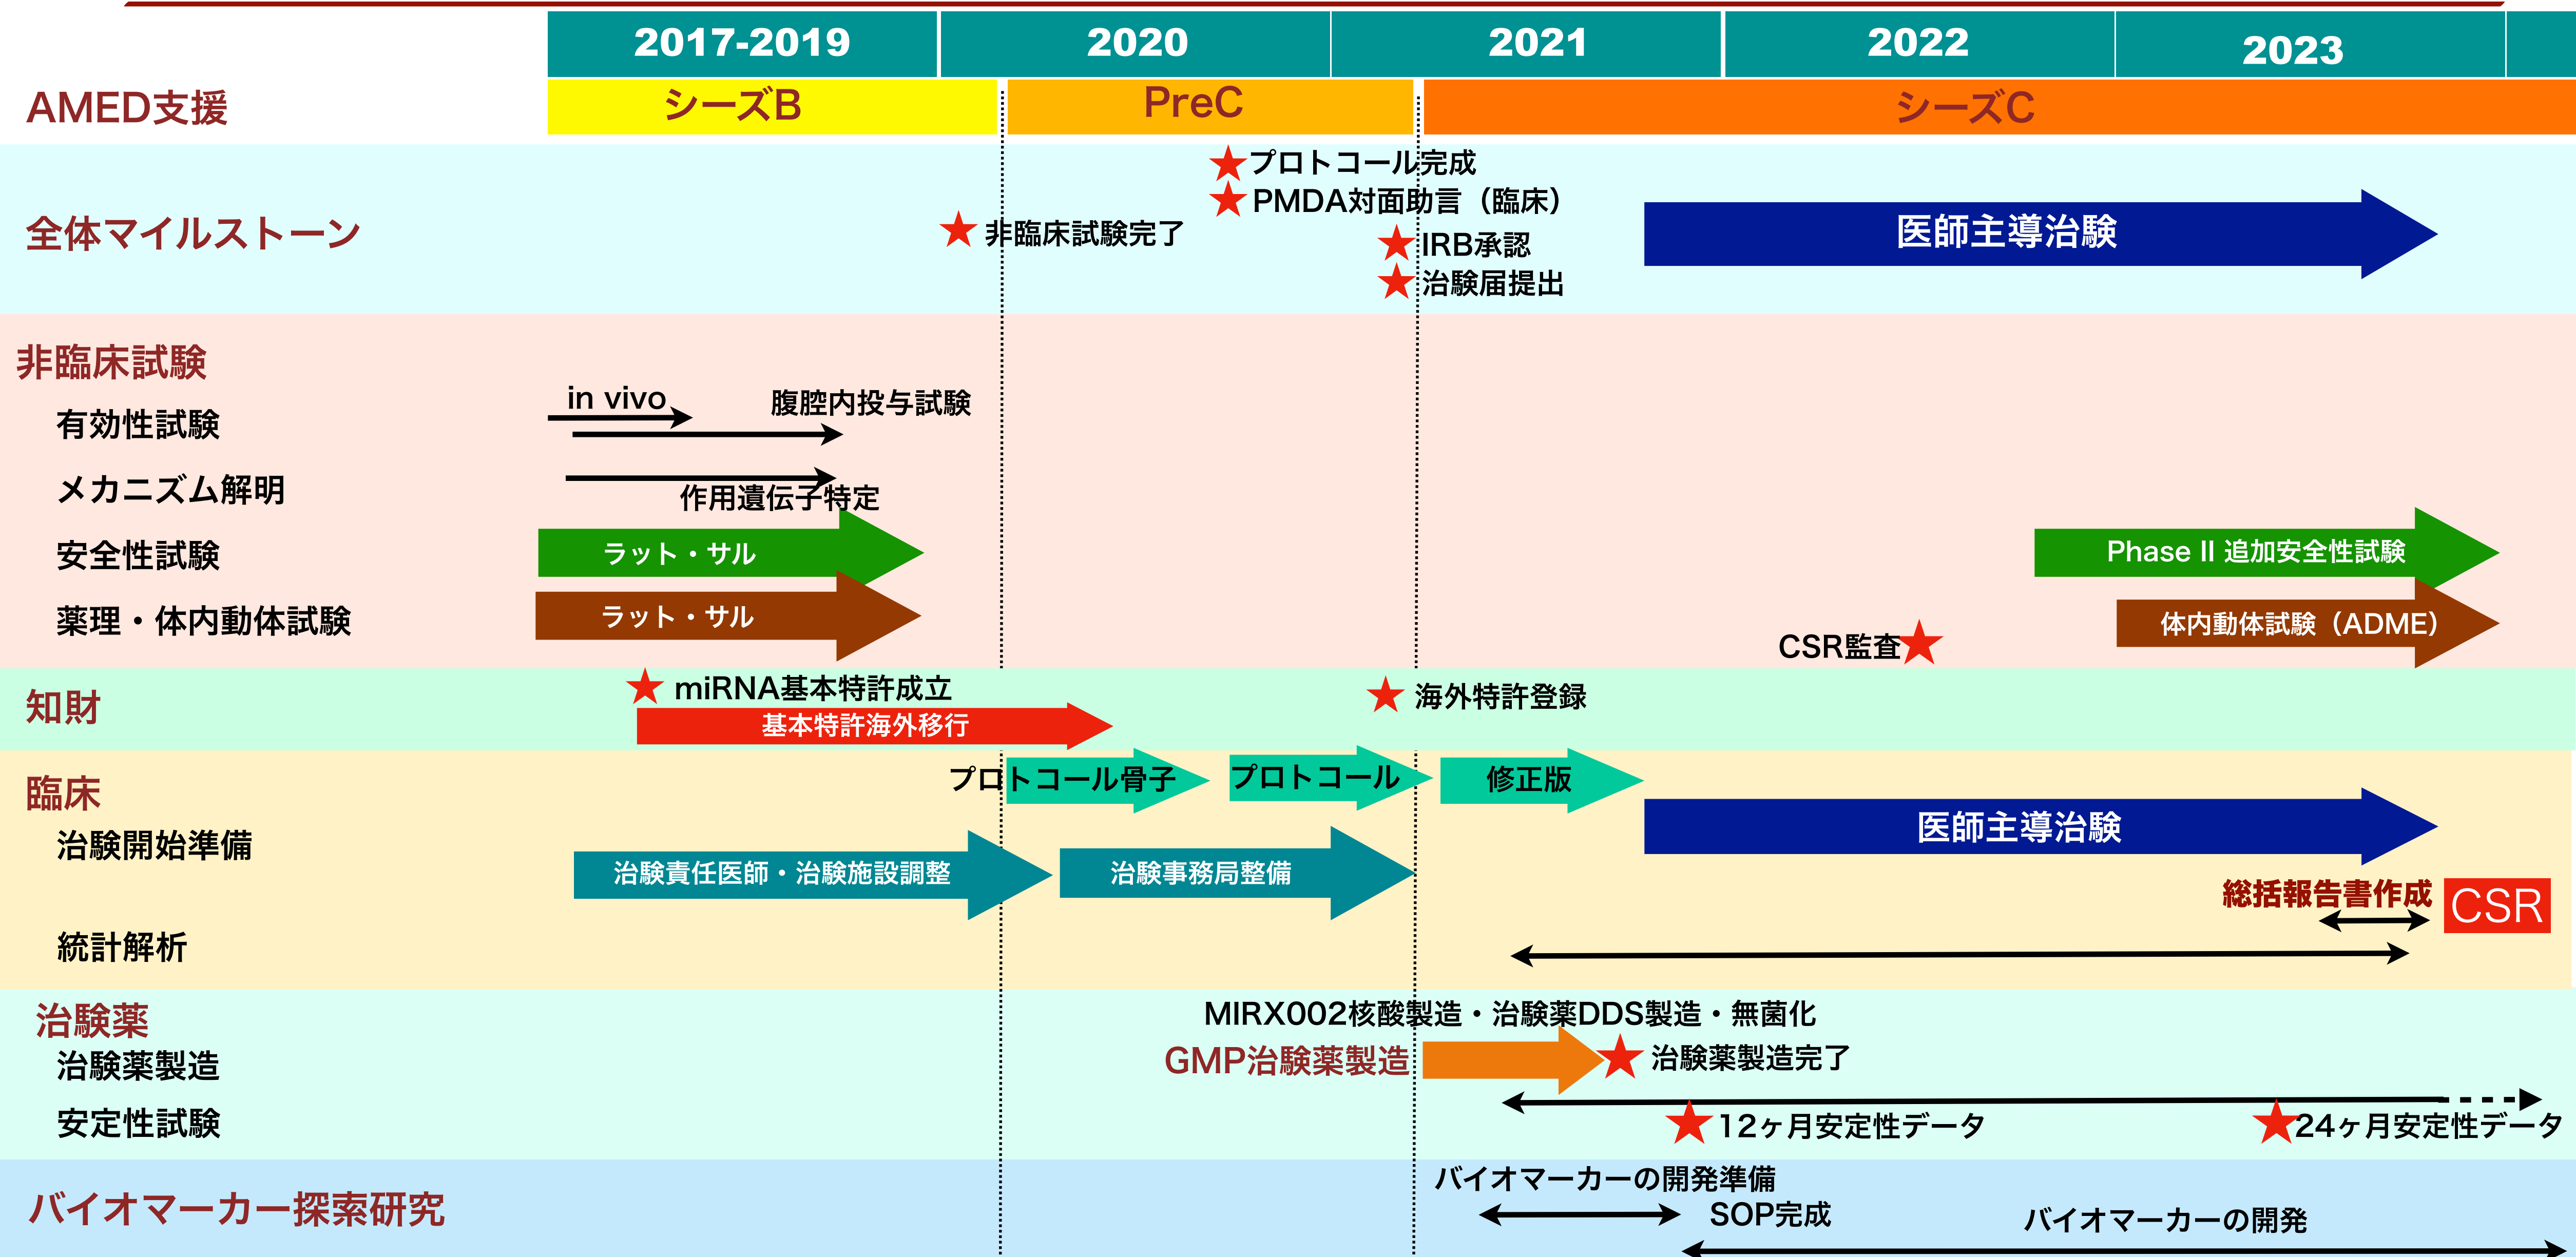 2017-2019 2020 2021 2022 2023
AMED支援 シーズB PreC シーズC
プロトコール完成
PMDA対面助言（臨床）
全体マイルストーン 非臨床試験完了 医師主導治験
IRB承認
治験届提出
非臨床試験
in vivo 腹腔内投与試験
有効性試験
メカニズム解明 作用遺伝子特定
安全性試験 ラット・サル Phase II 追加安全性試験
薬理・体内動体試験 ラット・サル 体内動体試験（ADME）
CSR監査
知財 miRNA基本特許成立 海外特許登録
基本特許海外移行
臨床 プロトコール骨子 プロトコール 修正版
医師主導治験
治験開始準備
治験責任医師・治験施設調整 治験事務局整備
総括報告書作成 CSR
統計解析
治験薬 MIRX002核酸製造・治験薬DDS製造・無菌化
治験薬製造 GMP治験薬製造 治験薬製造完了
安定性試験 12ヶ月安定性データ 24ヶ月安定性データ
バイオマーカーの開発準備
バイオマーカー探索研究 SOP完成 バイオマーカーの開発